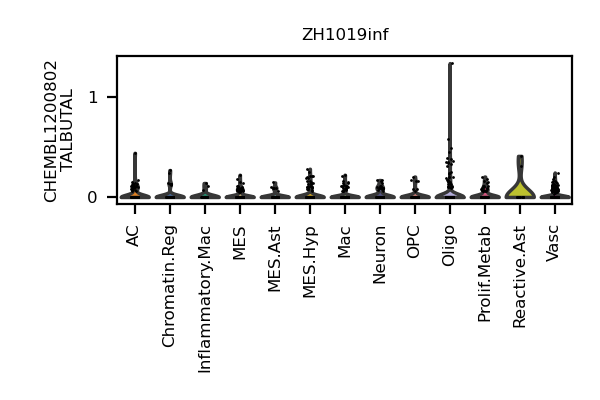 ZH1019inf
CHEMBL1200802
TALBUTAL
1
0
AC
Chromatin.Reg
Inflammatory.Mac
MES
MES.Ast
MES.Hyp
Mac
Neuron
OPC
Oligo
Prolif.Metab
Reactive.Ast
Vasc